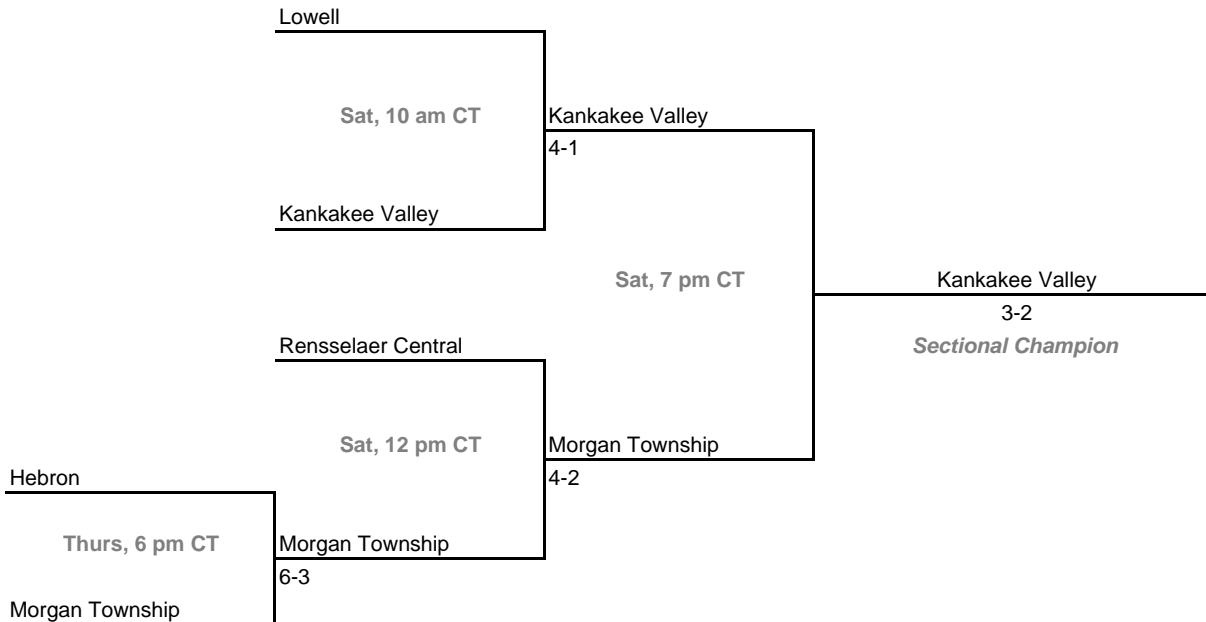 Lowell
Sat, 10 am CT
Kankakee Valley
4-1
Kankakee Valley
Sat, 7 pm CT
Kankakee Valley
3-2
Sectional Champion
Rensselaer Central
Sat, 12 pm CT
Morgan Township
4-2
Hebron
Thurs, 6 pm CT
Morgan Township
6-3
Morgan Township